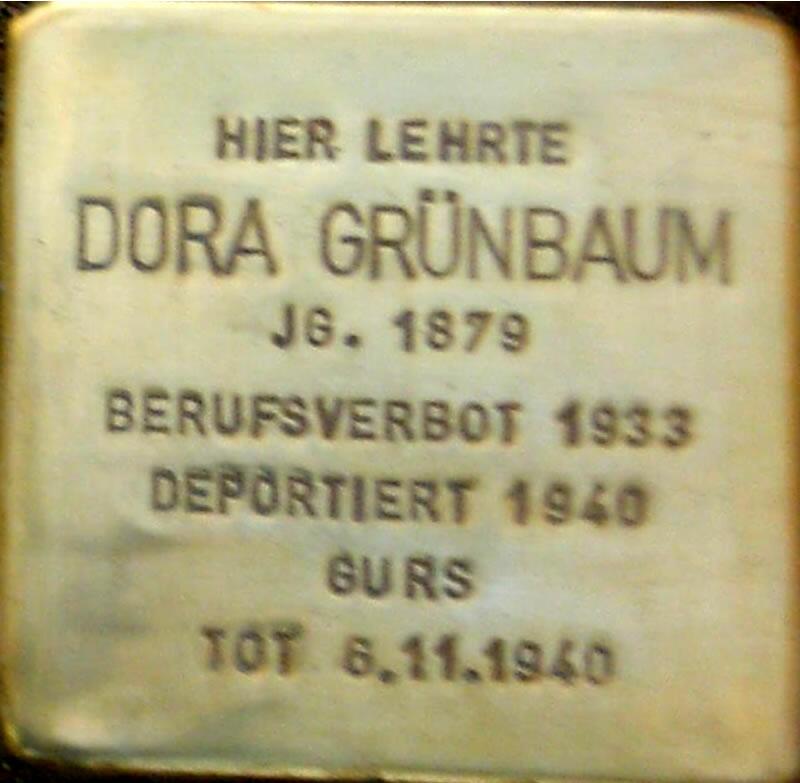 HIER LEHRTE
DORA GRÜNBAUM
JG. 1879
BERUFSVERBOT 1933
DEPORTIERT 1940
GURS
TOT 6.11.1940